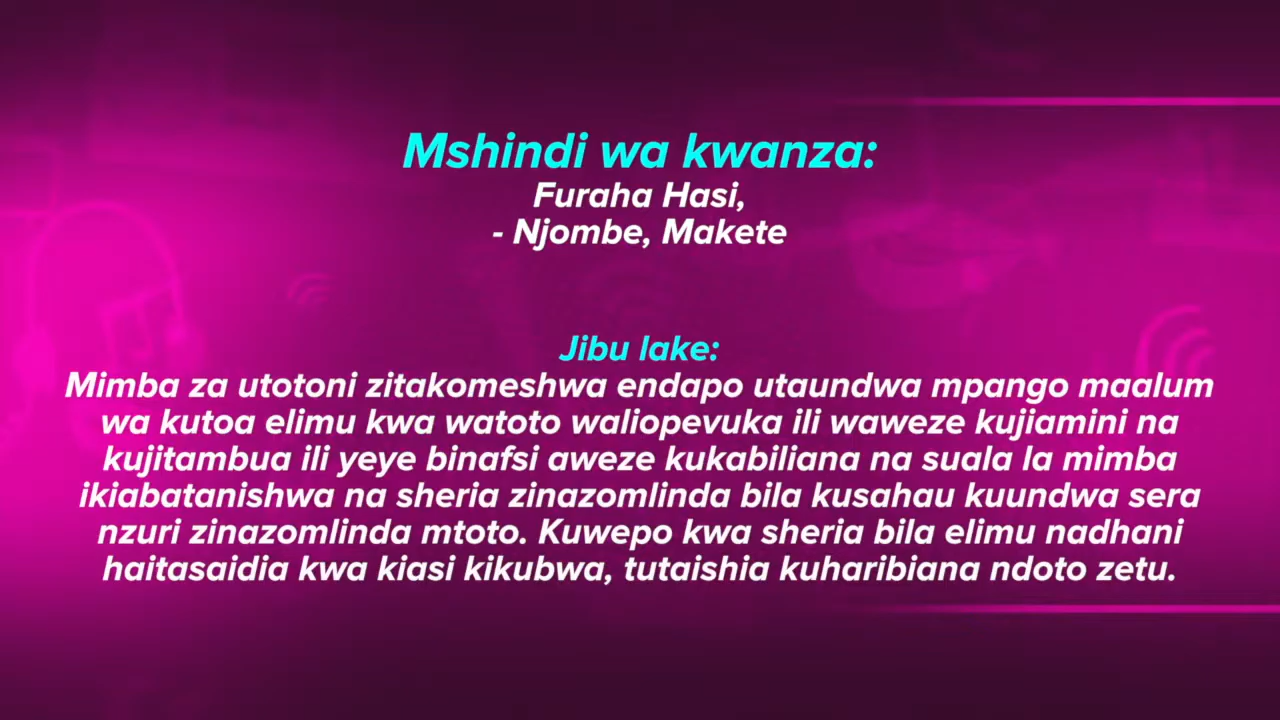 Mshindi wa kwanza:
Furaha Hasi,
- Njombe, Makete
Jibu lake:
Mimba za utotoni zitakomeshwa endapo utaundwa mpango maalum
wa kutoa elimu kwa watoto waliopevuka ili waweze kujiamini na
kujitambua ili yeye binafsi aweze kukabiliana na suala la mimba
ikiabatanishwa na sheria zinazomlinda bila kusahau kuundwa sera
nzuri zinazomlinda mtoto. Kuwepo kwa sheria bila elimu nadhani
haitasaidia kwa kiasi kikubwa, tutaishia kuharibiana ndoto zetu.